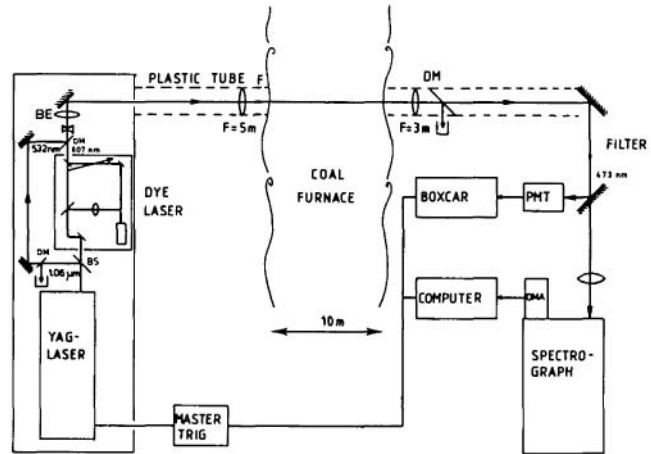 PLASTIC TUBE
F
DM
BE
F=5m
F=3m
532nm
DM
607 nm
FILTER
DYE
LASER
COAL
FURNACE
473 nm
BOXCAR
PMT
DM
BS
1.06 μm
COMPUTER
OMA
10 m
YAG-
LASER
SPECTRO-
GRAPH
MASTER
TRIG